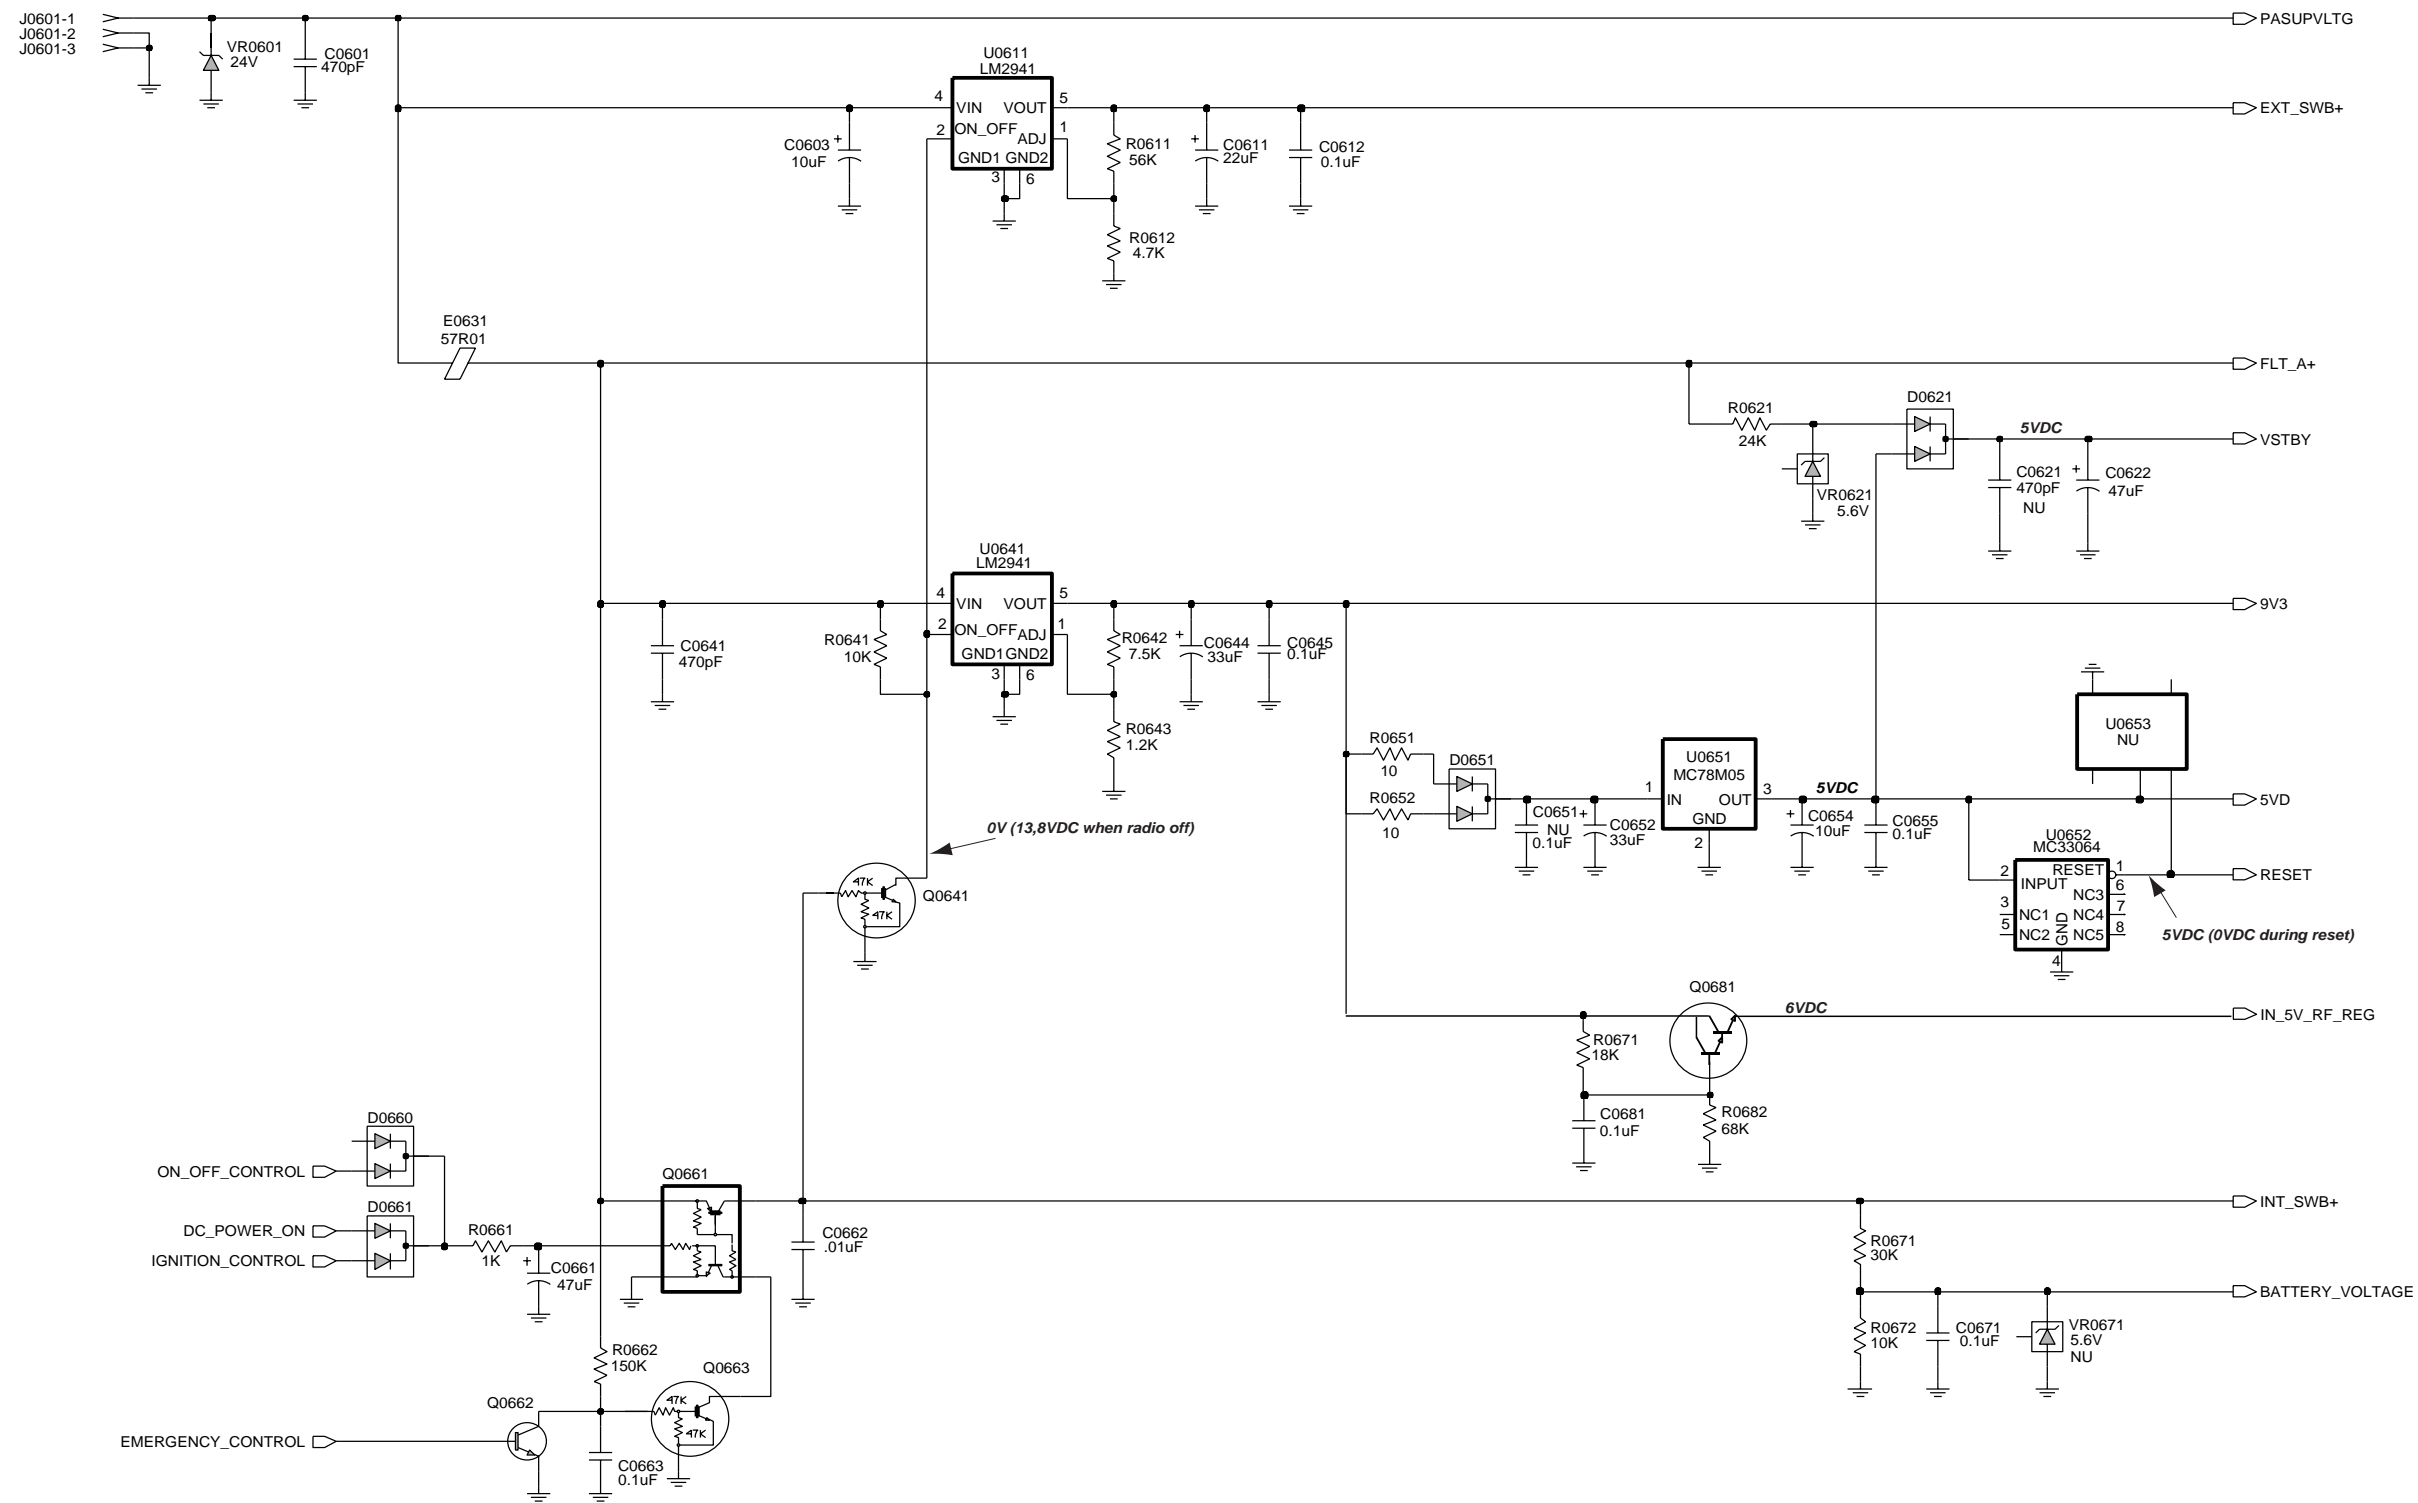 J0601-1
J0601-2
J0601-3
VR0601
24V
C0601
470pF
PASUPVLTG
U0611
LM2941
4
VIN
VOUT
5
2
ON_OFF
ADJ
1
GND1
GND2
3
6
C0603
+
10uF
R0611
56K
+
C0611
22uF
C0612
0.1uF
EXT_SWB+
R0612
4.7K
E0631
57R01
FLT_A+
R0621
24K
D0621
5VDC
VSTBY
VR0621
5.6V
C0621
470pF
NU
+
C0622
47uF
U0641
LM2941
4
VIN
VOUT
5
2
ON_OFF
ADJ
1
GND1
GND2
3
6
9V3
C0641
470pF
R0641
10K
R0642
7.5K
+
C0644
33uF
C0645
0.1uF
R0643
1.2K
U0653
NU
R0651
10
R0652
10
D0651
U0651
MC78M05
1
IN
OUT
3
GND
2
5VDC
5VD
C0651
NU
0.1uF
+
C0652
33uF
+
C0654
10uF
C0655
0.1uF
U0652
MC33064
2
INPUT
RESET
1
3
NC1
5
NC2
GND
NC3
6
NC4
7
NC5
8
4
RESET
5VDC (0VDC during reset)
0V (13,8VDC when radio off)
47K
47K
Q0641
Q0681
6VDC
IN_5V_RF_REG
R0671
18K
C0681
0.1uF
R0682
68K
D0660
ON_OFF_CONTROL
D0661
DC_POWER_ON
IGNITION_CONTROL
R0661
1K
+
C0661
47uF
Q0661
C0662
.01uF
INT_SWB+
R0671
30K
BATTERY_VOLTAGE
R0672
10K
C0671
0.1uF
VR0671
5.6V
NU
R0662
150K
Q0663
47K
47K
Q0662
EMERGENCY_CONTROL
C0663
0.1uF